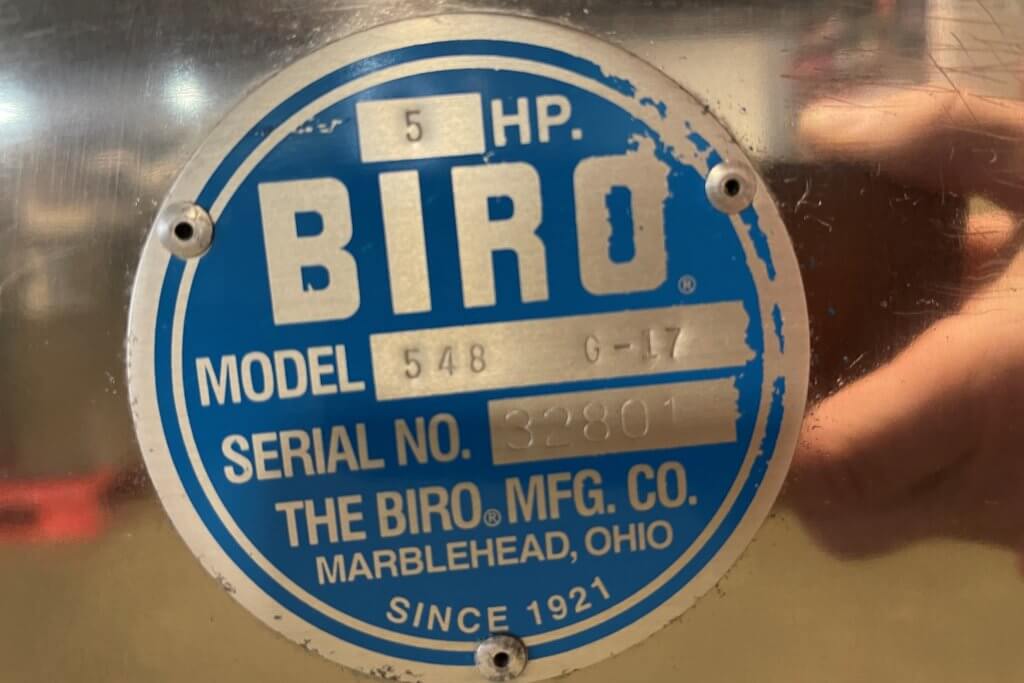 5 HP.
BIRO®
MODEL 548 G-17
SERIAL NO. 32801
THE BIRO® MFG. CO.
MARBLEHEAD, OHIO
SINCE 1921